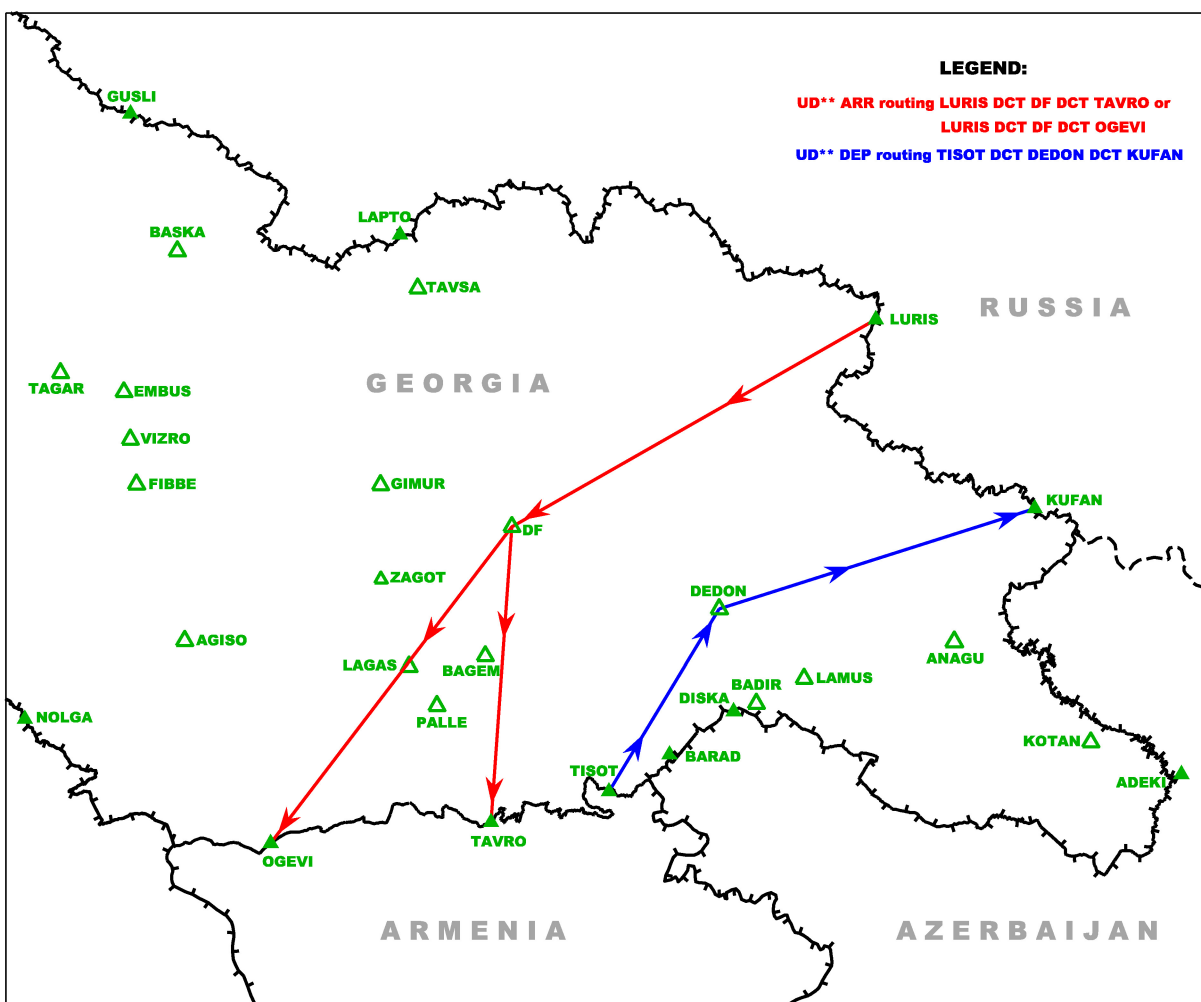 LEGEND:
GUSLI
UD** ARR routing LURIS DCT DF DCT TAVRO or
LURIS DCT DF DCT OGEVI
UD** DEP routing TISOT DCT DEDON DCT KUFAN
LAPTO
BASKA
TAVSA
RUSSIA
LURIS
TAGAR
EMBUS
GEORGIA
VIZRO
FIBBE
GIMUR
KUFAN
DF
ZAGOT
DEDON
AGISO
LAGAS
BAGEM
ANAGU
LAMUS
BADIR
DISKA
NOLGA
PALLE
KOTAN
BARAD
TISOT
ADEKI
TAVRO
OGEVI
ARMENIA
AZERBAIJAN